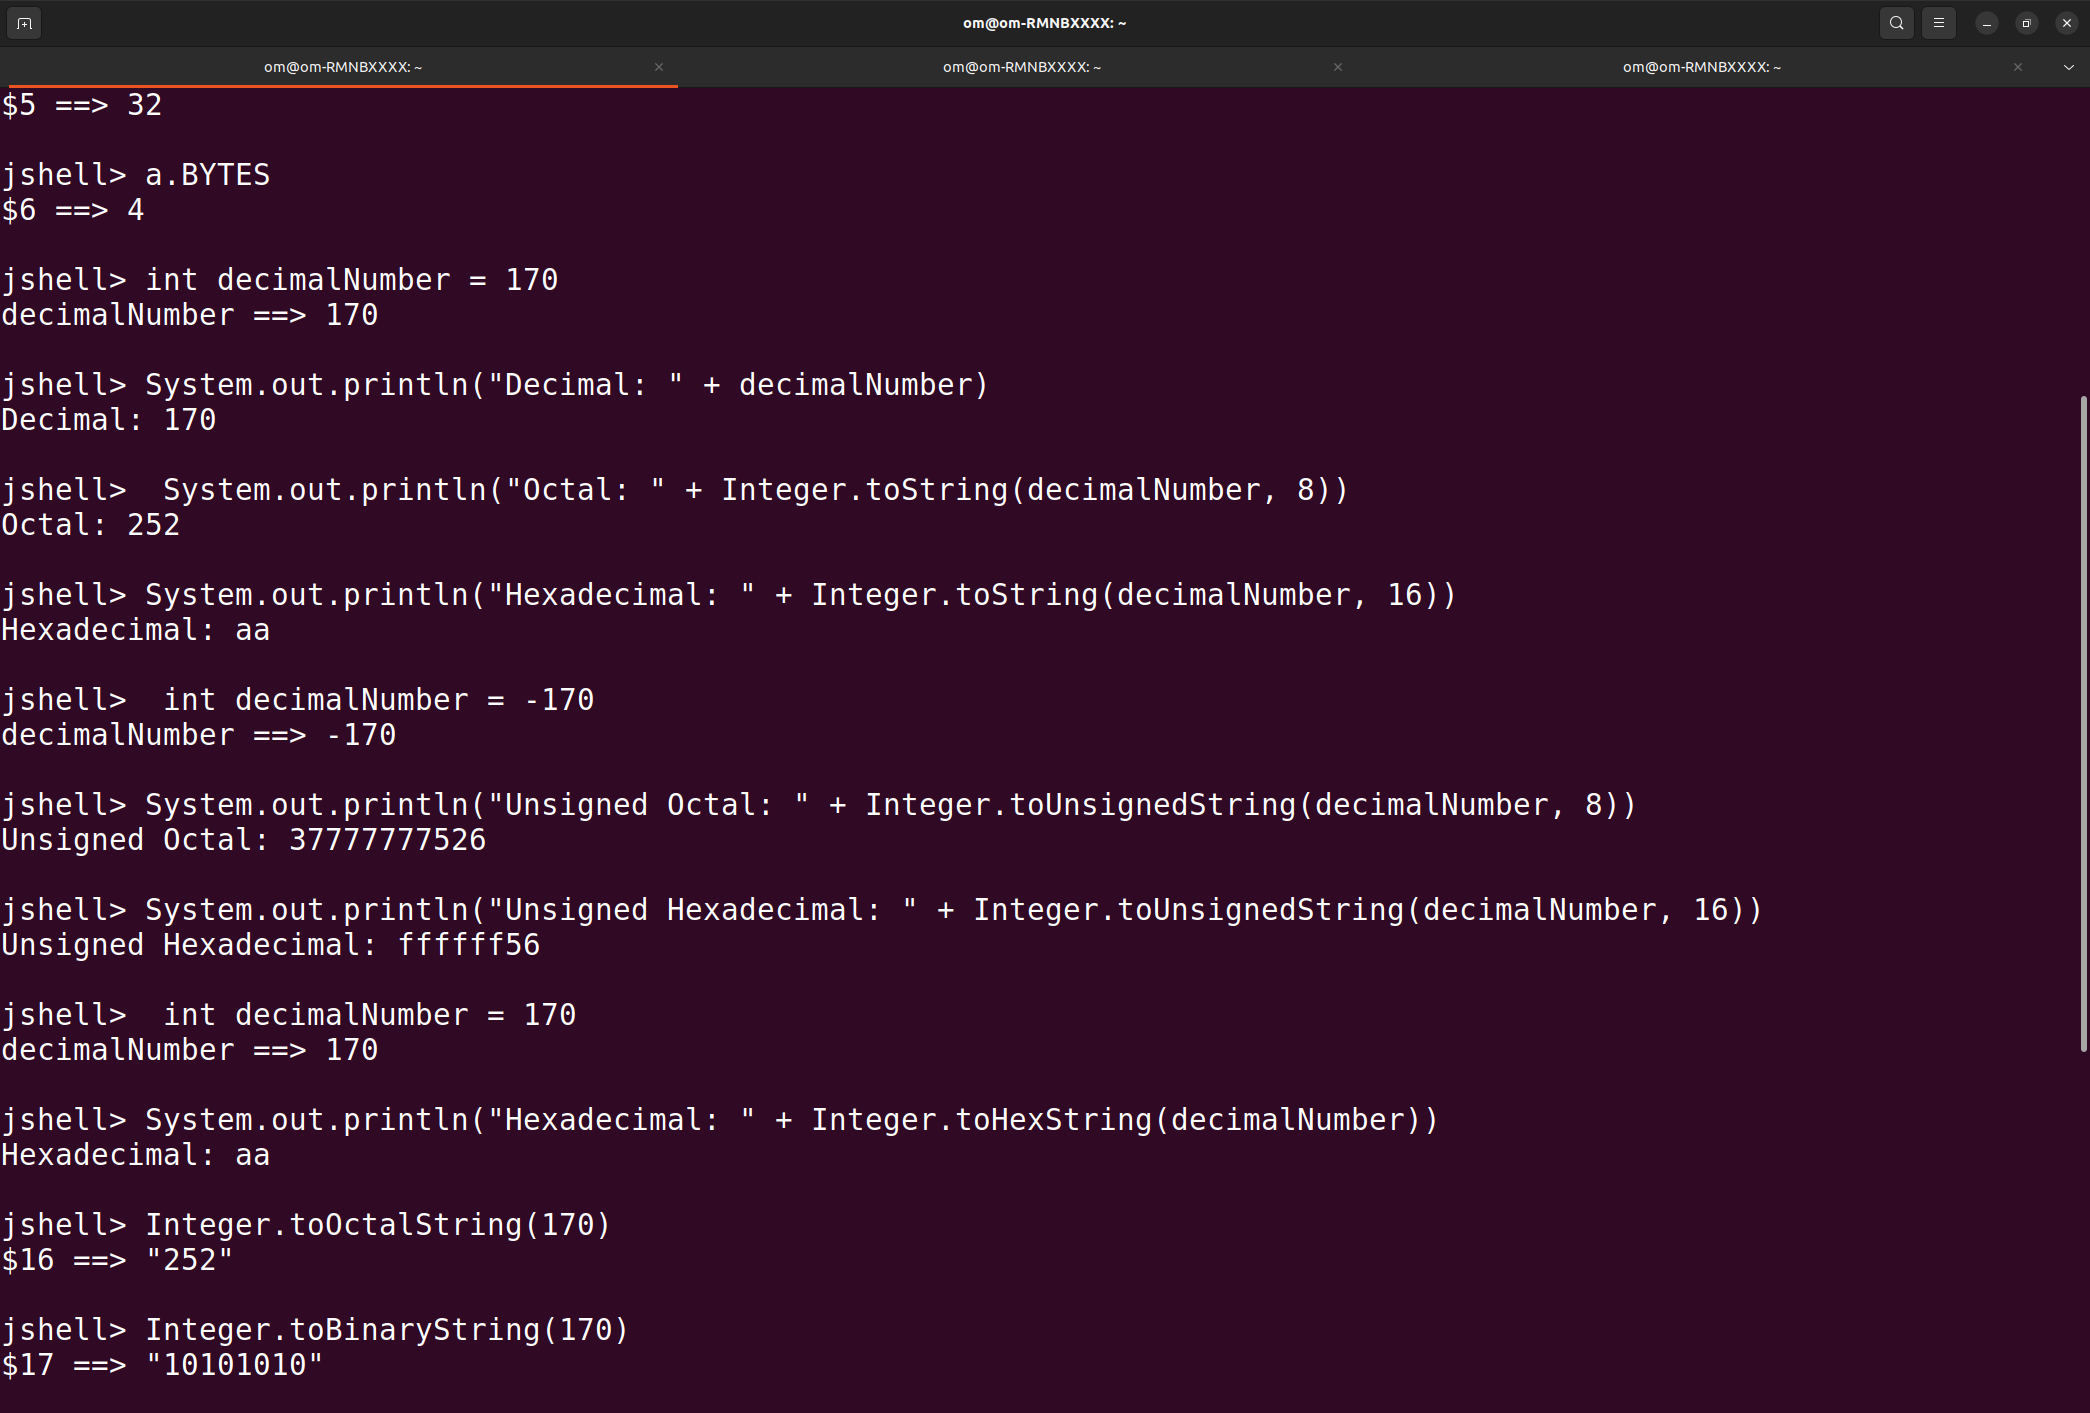 om@om-RMNBXXXX: ~
om@om-RMNBXXXX: ~
om@om-RMNBXXXX: ~
om@om-RMNBXXXX: ~
$5 ==> 32
jshell> a.BYTES
$6 ==> 4
jshell> int decimalNumber = 170
decimalNumber ==> 170
jshell> System.out.println("Decimal: " + decimalNumber)
Decimal: 170
jshell>  System.out.println("Octal: " + Integer.toString(decimalNumber, 8))
Octal: 252
jshell> System.out.println("Hexadecimal: " + Integer.toString(decimalNumber, 16))
Hexadecimal: aa
jshell>  int decimalNumber = -170
decimalNumber ==> -170
jshell> System.out.println("Unsigned Octal: " + Integer.toUnsignedString(decimalNumber, 8))
Unsigned Octal: 37777777526
jshell> System.out.println("Unsigned Hexadecimal: " + Integer.toUnsignedString(decimalNumber, 16))
Unsigned Hexadecimal: ffffff56
jshell>  int decimalNumber = 170
decimalNumber ==> 170
jshell> System.out.println("Hexadecimal: " + Integer.toHexString(decimalNumber))
Hexadecimal: aa
jshell> Integer.toOctalString(170)
$16 ==> "252"
jshell> Integer.toBinaryString(170)
$17 ==> "10101010"